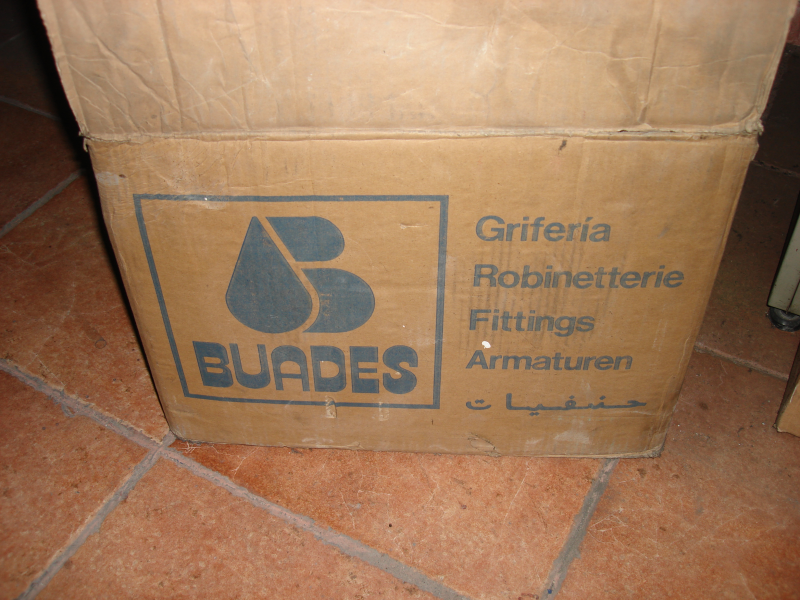 BUADES
Grifería
Robinetterie
Fittings
Armaturen
حنفيات